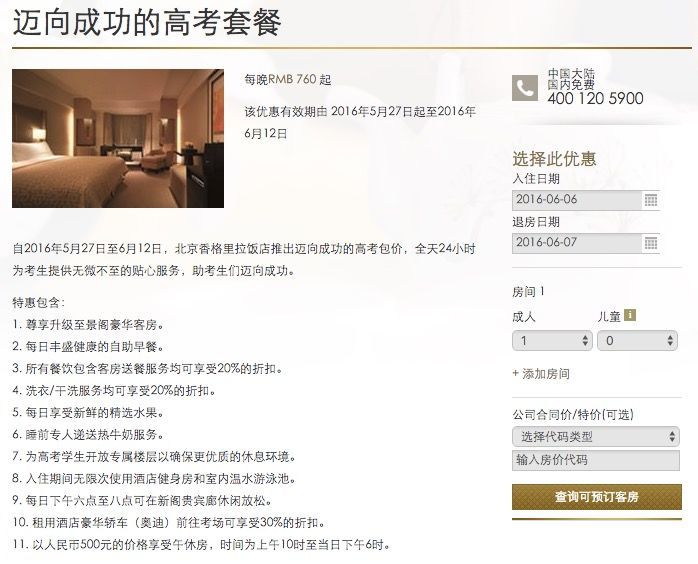 迈向成功的高考套餐
每晚RMB 760 起
该优惠有效期由 2016年5月27日起至2016年
6月12日
自2016年5月27日至6月12日，北京香格里拉饭店推出迈向成功的高考包价，全天24小时
为考生提供无微不至的贴心服务，助考生们迈向成功。
特惠包含：
1. 尊享升级至景阁豪华客房。
2. 每日丰盛健康的自助早餐。
3. 所有餐饮包含客房送餐服务均可享受20%的折扣。
4. 洗衣/干洗服务均可享受20%的折扣。
5. 每日享受新鲜的精选水果。
6. 睡前专人递送热牛奶服务。
7. 为高考学生开放专属楼层以确保更优质的休息环境。
8. 入住期间无限次使用酒店健身房和室内温水游泳池。
9. 每日下午六点至八点可在新阁贵宾廊休闲放松。
10. 租用酒店豪华轿车（奥迪）前往考场可享受30%的折扣。
11. 以人民币500元的价格享受午休房，时间为上午10时至当日下午6时。
中国大陆
国内免费
400 120 5900
选择此优惠
入住日期
2016-06-06
退房日期
2016-06-07
房间 1
成人 儿童 i
1 0
+ 添加房间
公司合同价/特价(可选)
选择代码类型
输入房价代码
查询可预订客房